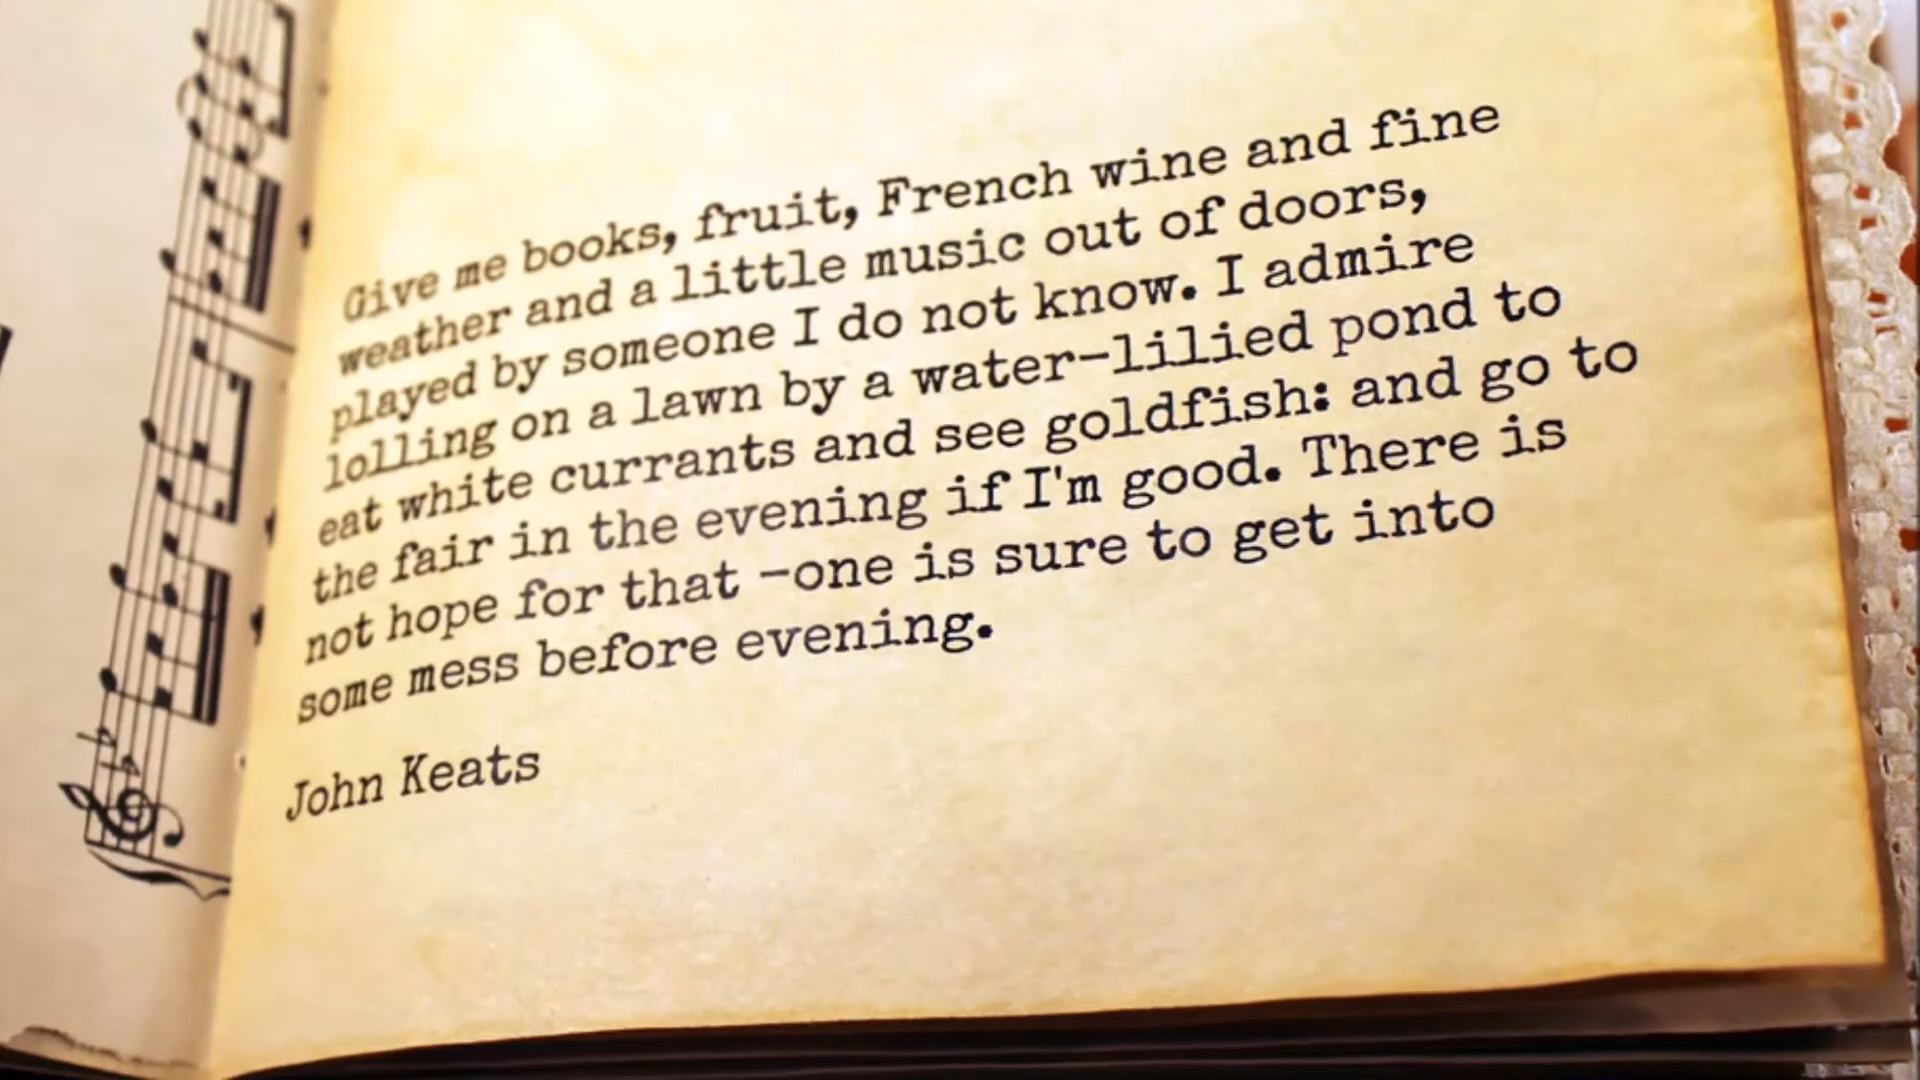 Give me books, fruit, French wine and fine
weather and a little music out of doors,
played by someone I do not know. I admire
lolling on a lawn by a water-lilied pond to
eat white currants and see goldfish: and go to
the fair in the evening if I'm good. There is
not hope for that -one is sure to get into
some mess before evening.
John Keats